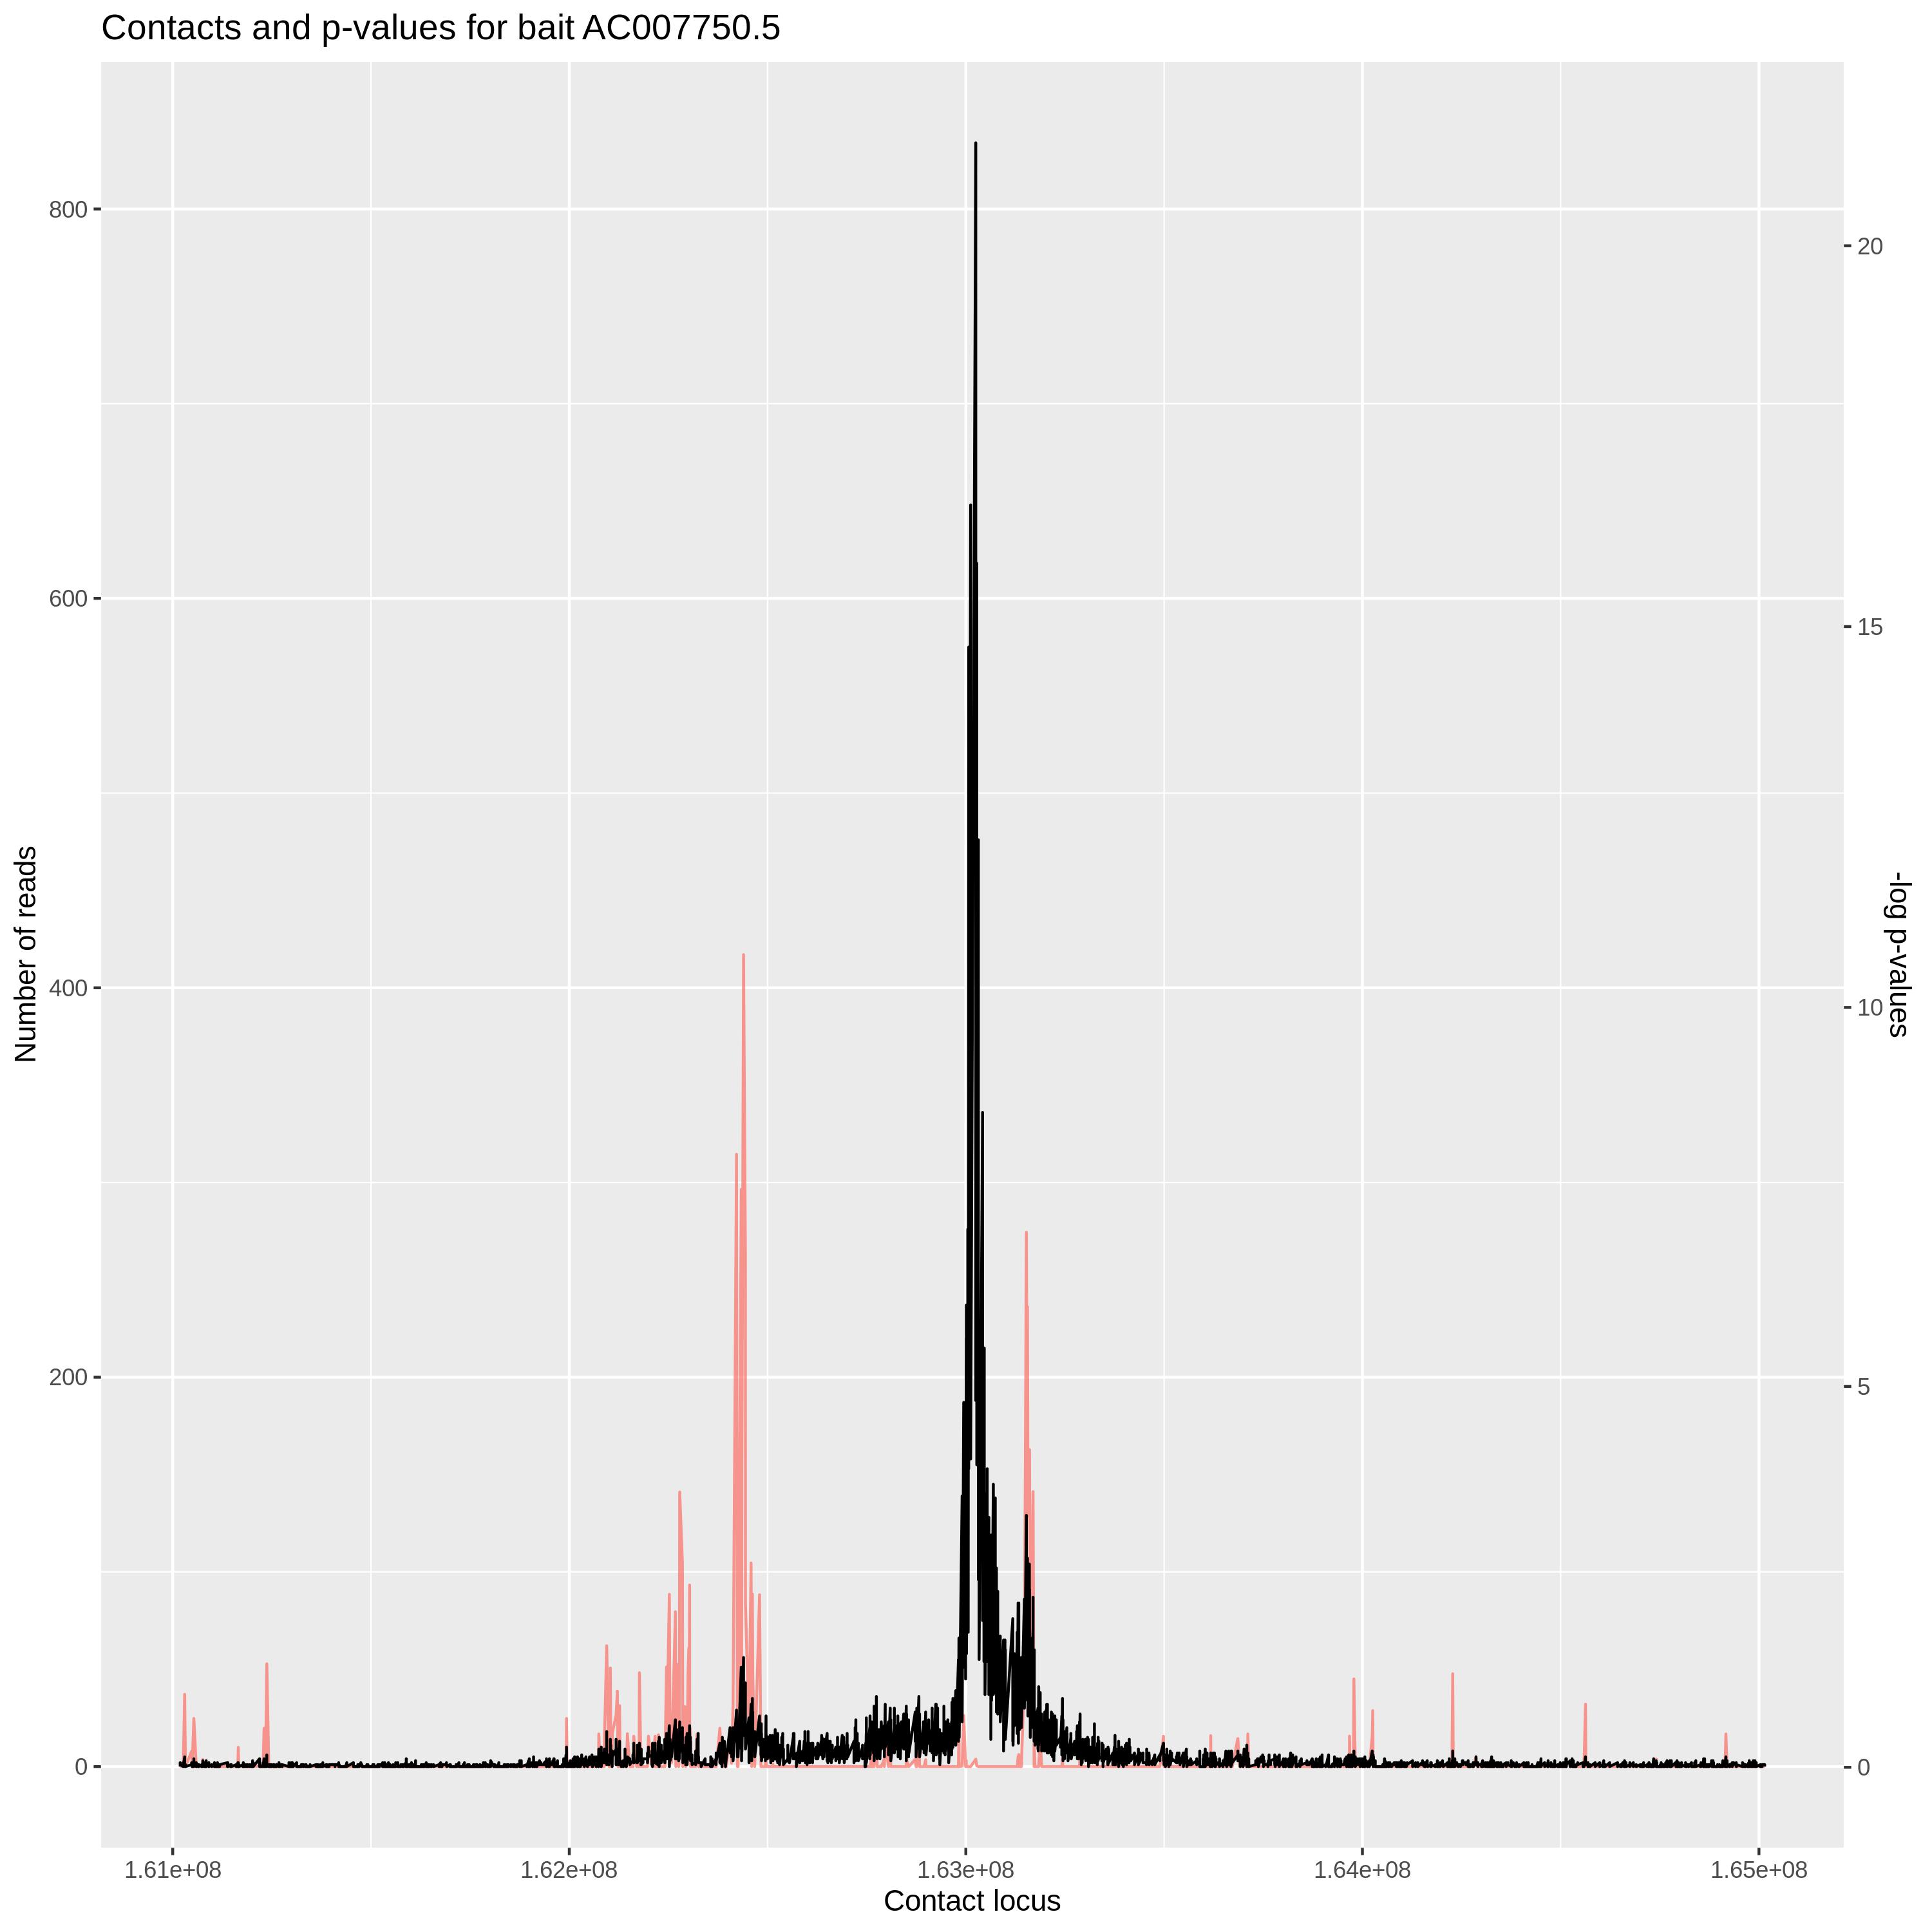 Contacts and p-values for bait AC007750.5
800
600
400
200
0
Number of reads
20
15
10
5
0
-log p-values
1.61e+08
1.62e+08
1.63e+08
1.64e+08
1.65e+08
Contact locus